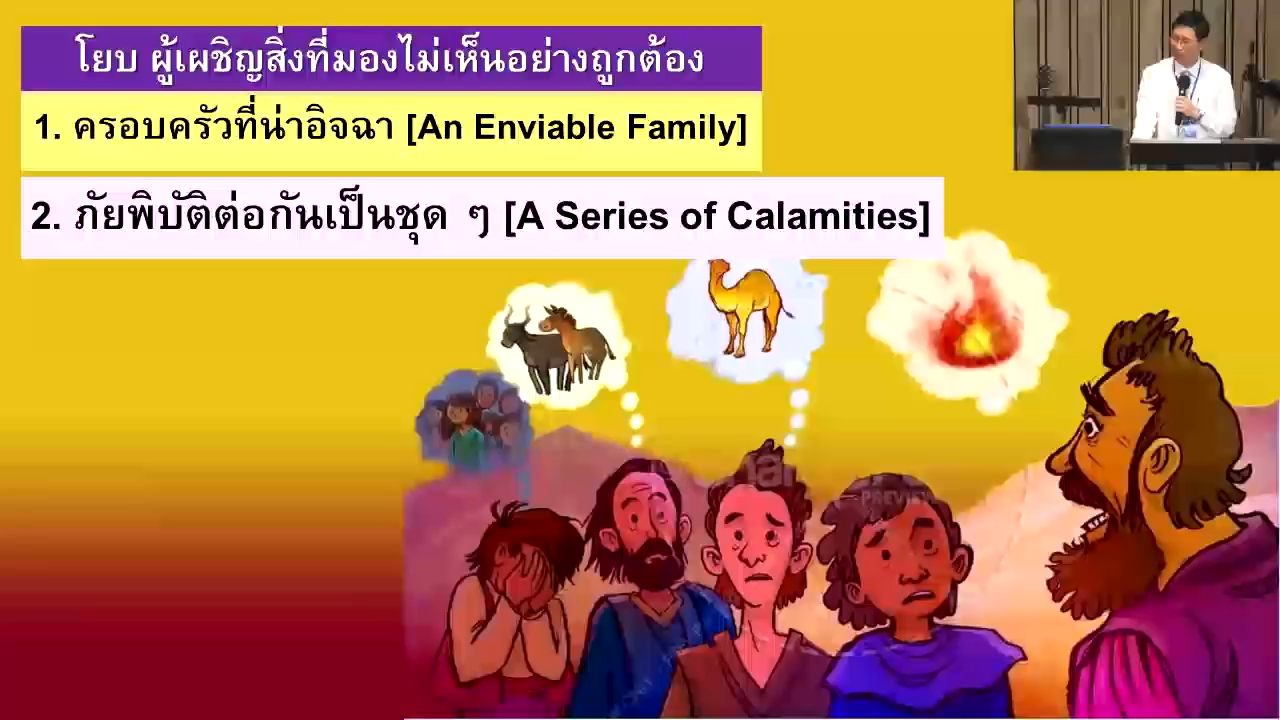 โยบ ผู้เผชิญสิ่งที่มองไม่เห็นอย่างถูกต้อง
1. ครอบครัวที่น่าอิจฉา [An Enviable Family]
2. ภัยพิบัติต่อกันเป็นชุด ๆ [A Series of Calamities]
PREVIEW